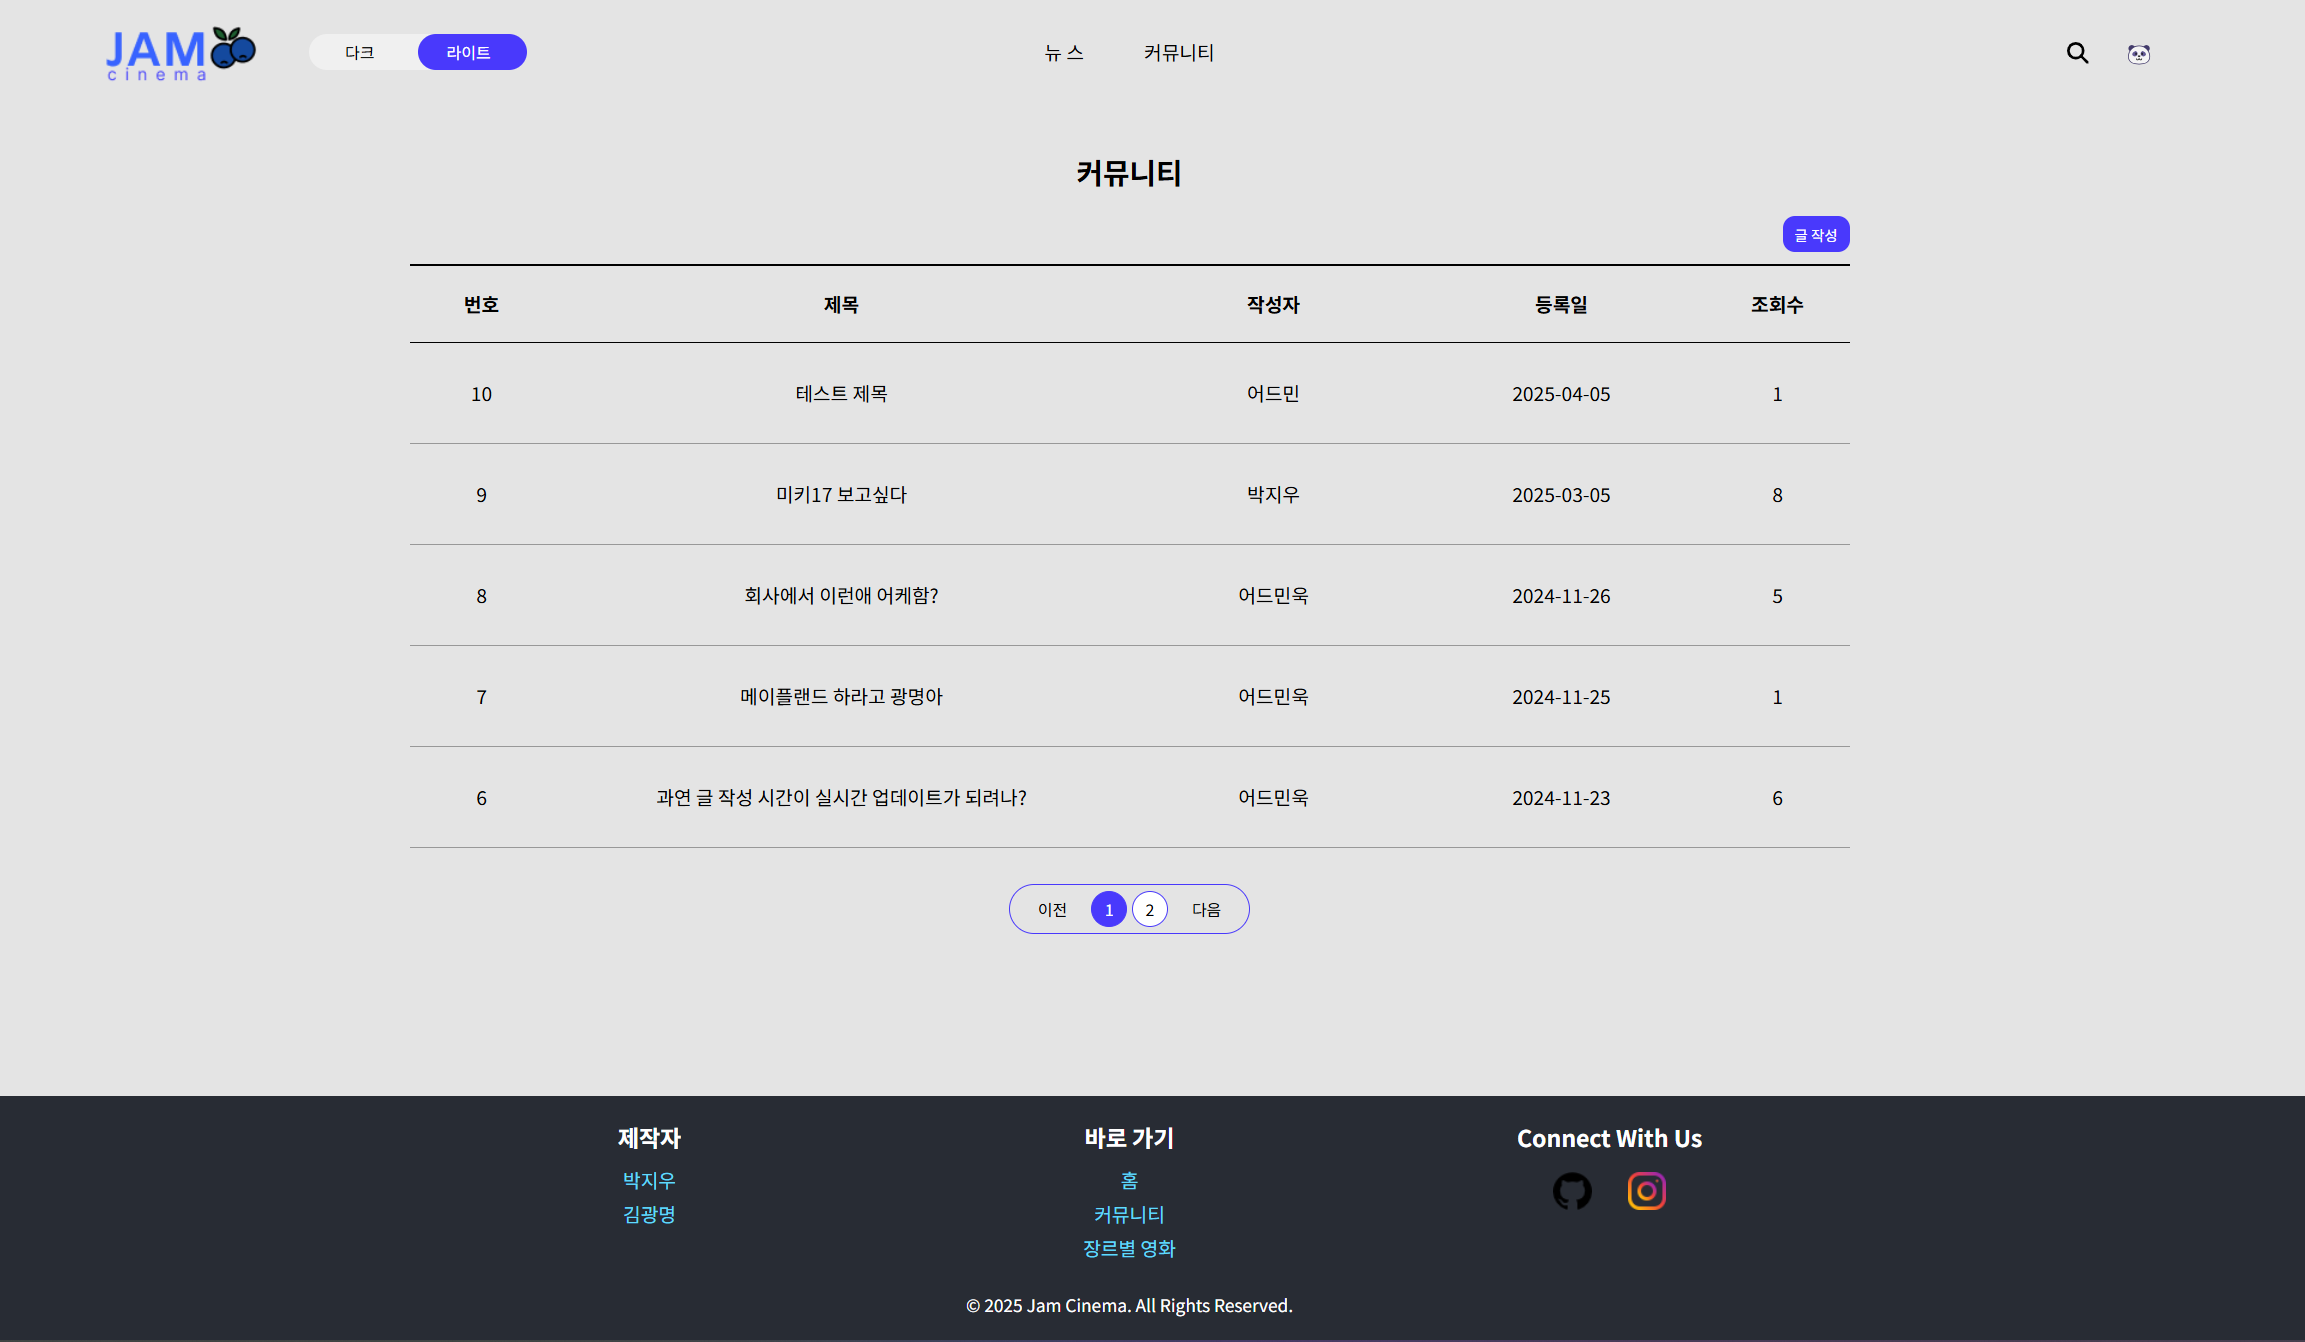 JAM
cinema
다크 라이트
뉴 스 커뮤니티
커뮤니티
글 작성
번호 제목 작성자 등록일 조회수
10 테스트 제목 어드민 2025-04-05 1
9 미키17 보고싶다 박지우 2025-03-05 8
8 회사에서 이런애 어케함? 어드민욱 2024-11-26 5
7 메이플랜드 하라고 광명아 어드민욱 2024-11-25 1
6 과연 글 작성 시간이 실시간 업데이트가 되려나? 어드민욱 2024-11-23 6
이전 1 2 다음
제작자
박지우
김광명
바로 가기
홈
커뮤니티
장르별 영화
Connect With Us
© 2025 Jam Cinema. All Rights Reserved.